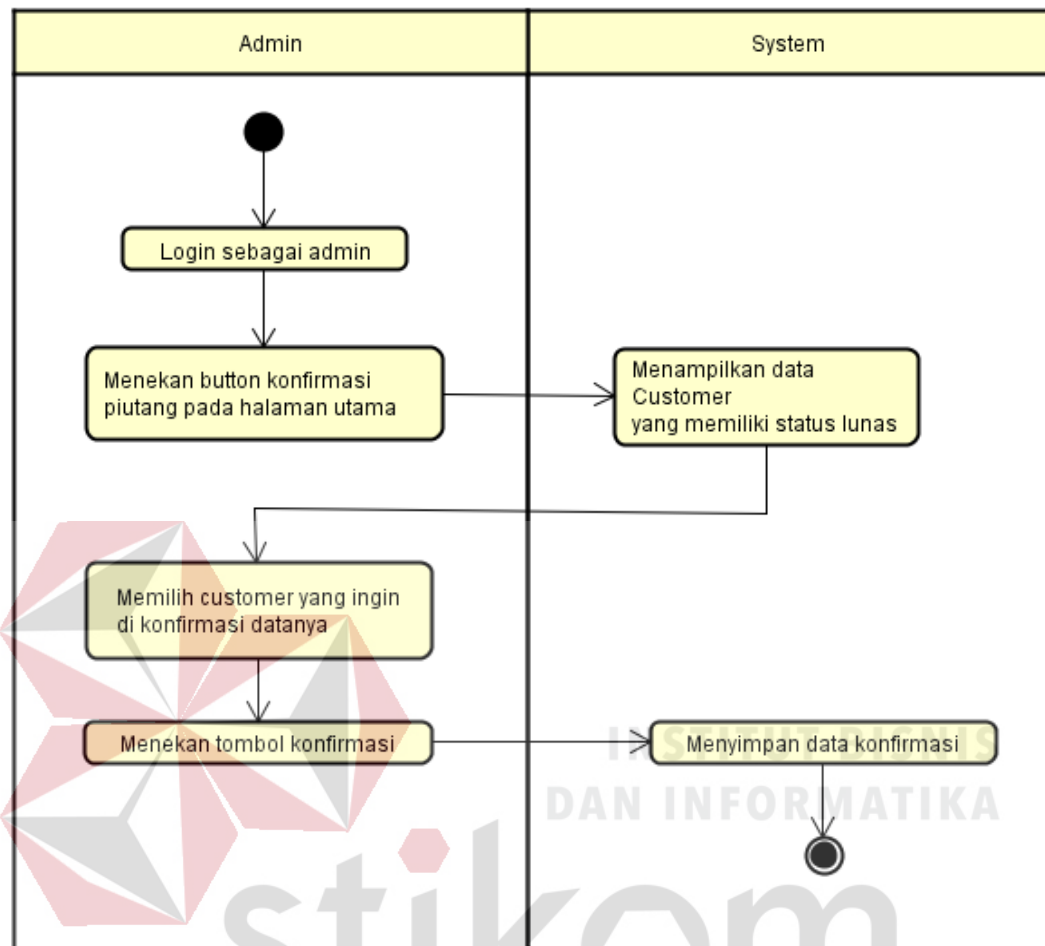 Admin
System
Login sebagai admin
Menekan button konfirmasi
piutang pada halaman utama
Menampilkan data
Customer
yang memiliki status lunas
Memilih customer yang ingin
di konfirmasi datanya
Menekan tombol konfirmasi
Menyimpan data konfirmasi
INSTITUT BISNIS
DAN INFORMATIKA
stikom